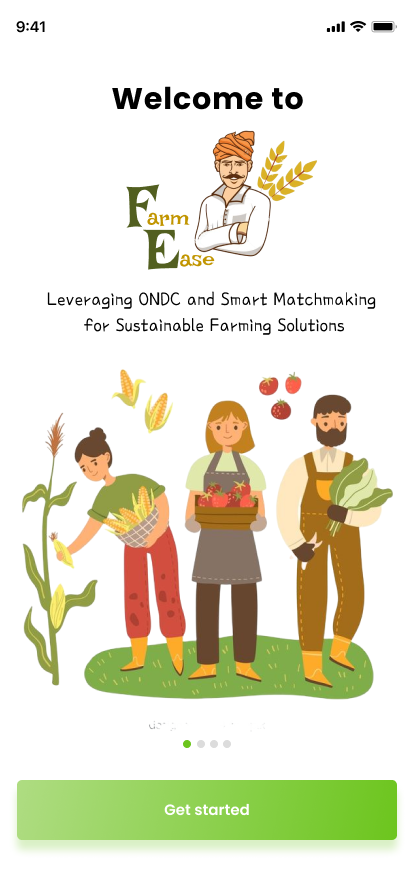 9:41
Welcome to
Farm
Ease
Leveraging ONDC and Smart Matchmaking
for Sustainable Farming Solutions
Get started